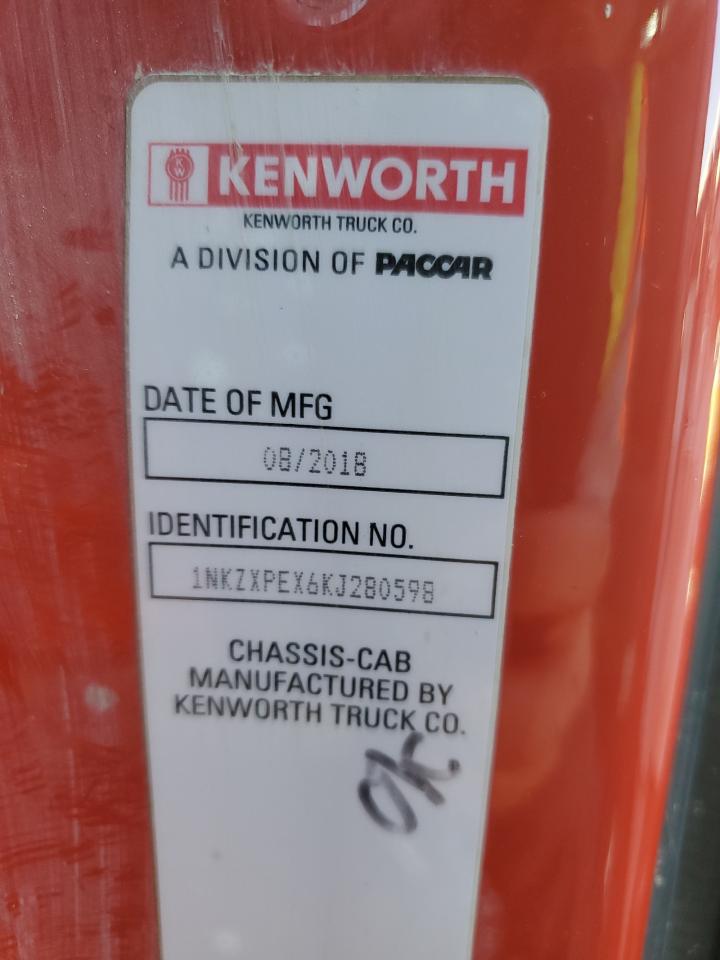 KW KENWORTH
KENWORTH TRUCK CO.
A DIVISION OF PACCAR
DATE OF MFG
08/2018
IDENTIFICATION NO.
1NKZXPEX6KJ280598
CHASSIS-CAB
MANUFACTURED BY
KENWORTH TRUCK CO.
OK